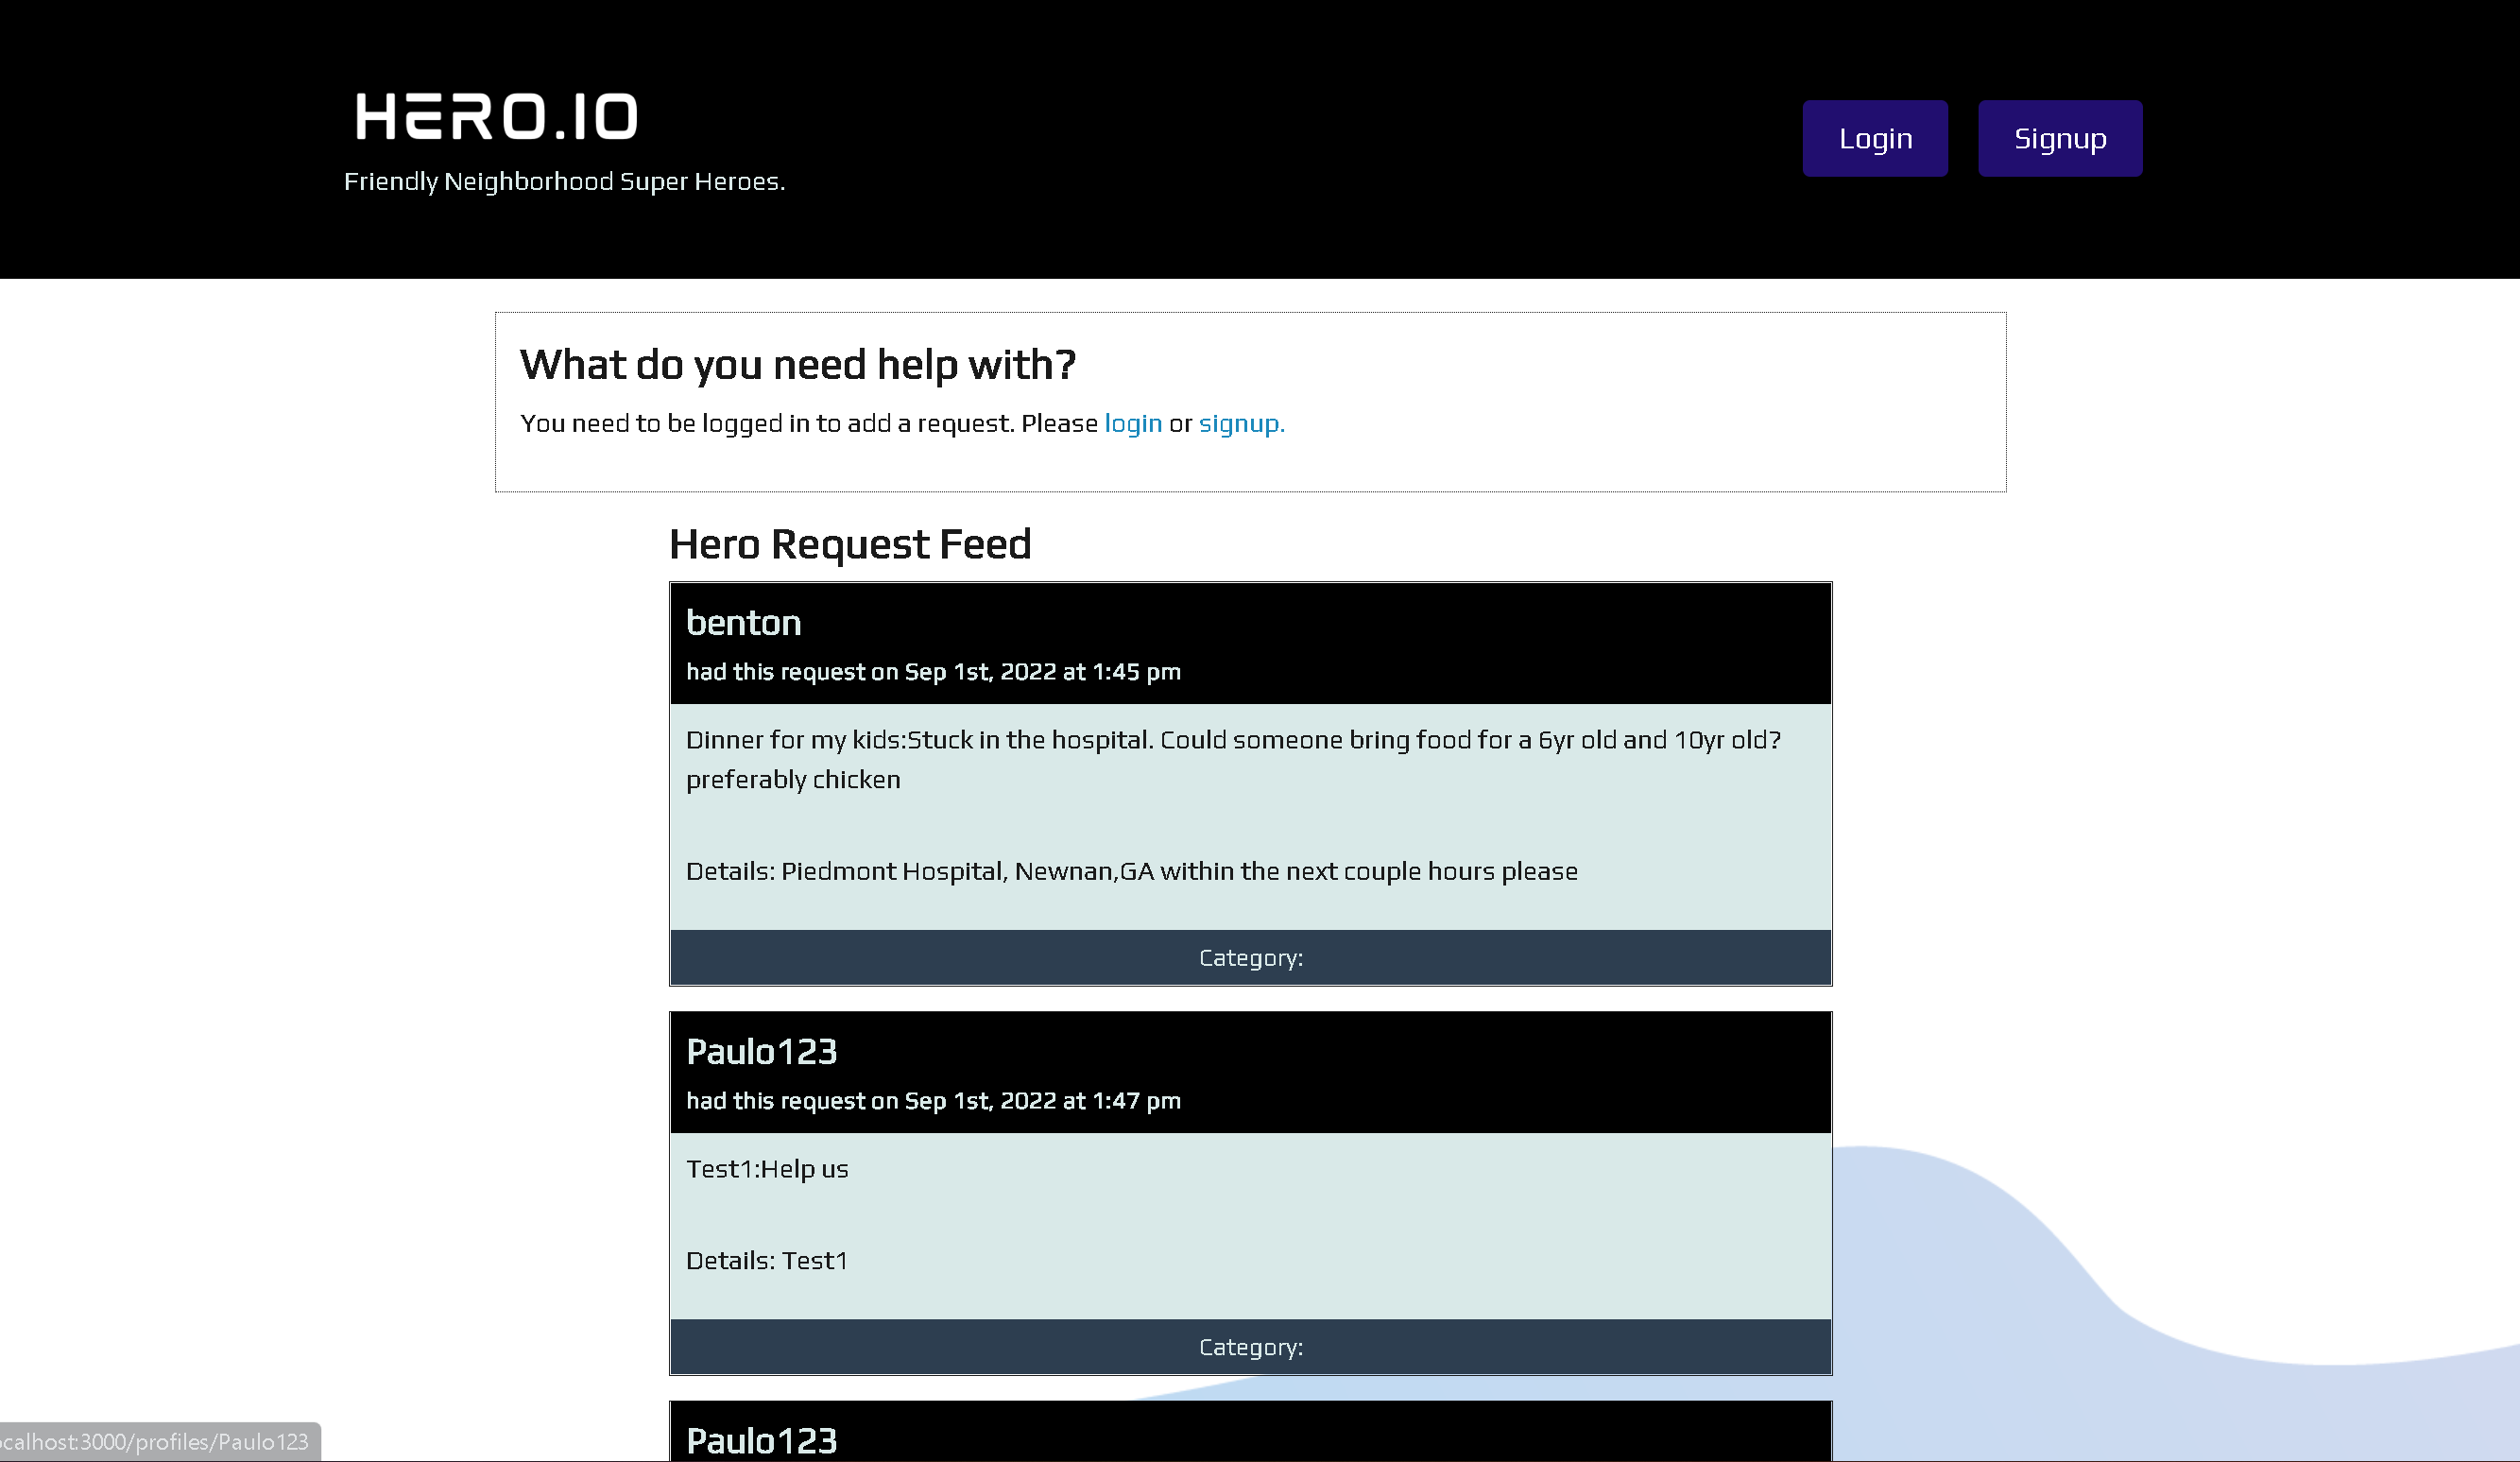 HERO.IO
Friendly Neighborhood Super Heroes.
Login
Signup
What do you need help with?
You need to be logged in to add a request. Please login or signup.
Hero Request Feed
benton
had this request on Sep 1st, 2022 at 1:45 pm
Dinner for my kids:Stuck in the hospital. Could someone bring food for a 6yr old and 10yr old?
preferably chicken
Details: Piedmont Hospital, Newnan,GA within the next couple hours please
Category:
Paulo123
had this request on Sep 1st, 2022 at 1:47 pm
Test1:Help us
Details: Test1
Category:
Paulo123
ocalhost:3000/profiles/Paulo123